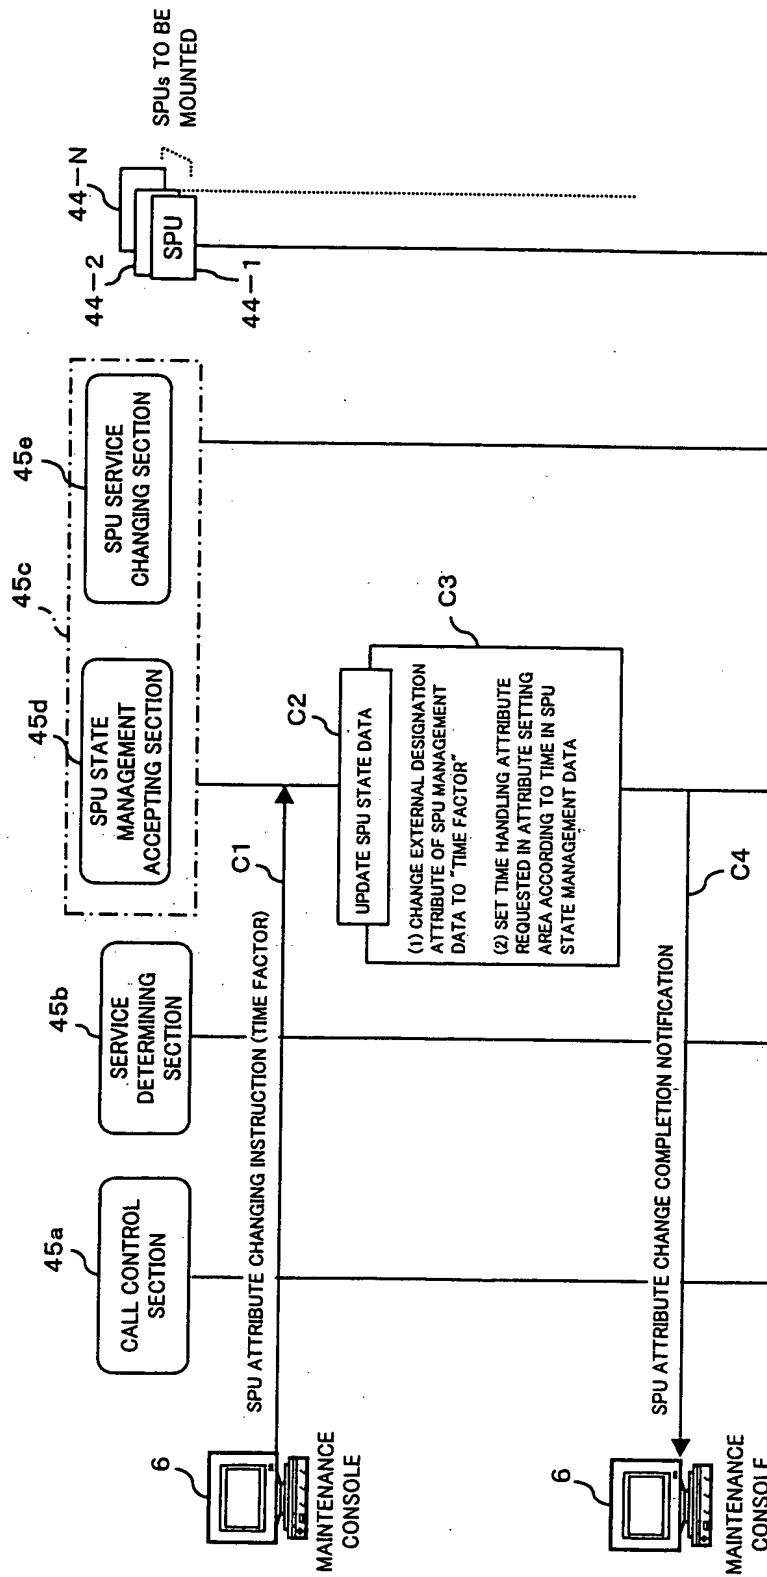 45a
CALL CONTROL
SECTION
45b
SERVICE
DETERMINING
SECTION
45c
45d
SPU STATE
MANAGEMENT
ACCEPTING SECTION
45e
SPU SERVICE
CHANGING SECTION
44-N
44-2
SPU
44-1
SPUs TO BE
MOUNTED
6
MAINTENANCE
CONSOLE
SPU ATTRIBUTE CHANGING INSTRUCTION (TIME FACTOR)
C1
C2
UPDATE SPU STATE DATA
C3
(1) CHANGE EXTERNAL DESIGNATION
ATTRIBUTE OF SPU MANAGEMENT
DATA TO "TIME FACTOR"
(2) SET TIME HANDLING ATTRIBUTE
REQUESTED IN ATTRIBUTE SETTING
AREA ACCORDING TO TIME IN SPU
STATE MANAGEMENT DATA
SPU ATTRIBUTE CHANGE COMPLETION NOTIFICATION
C4
6
MAINTENANCE
CONSOLE